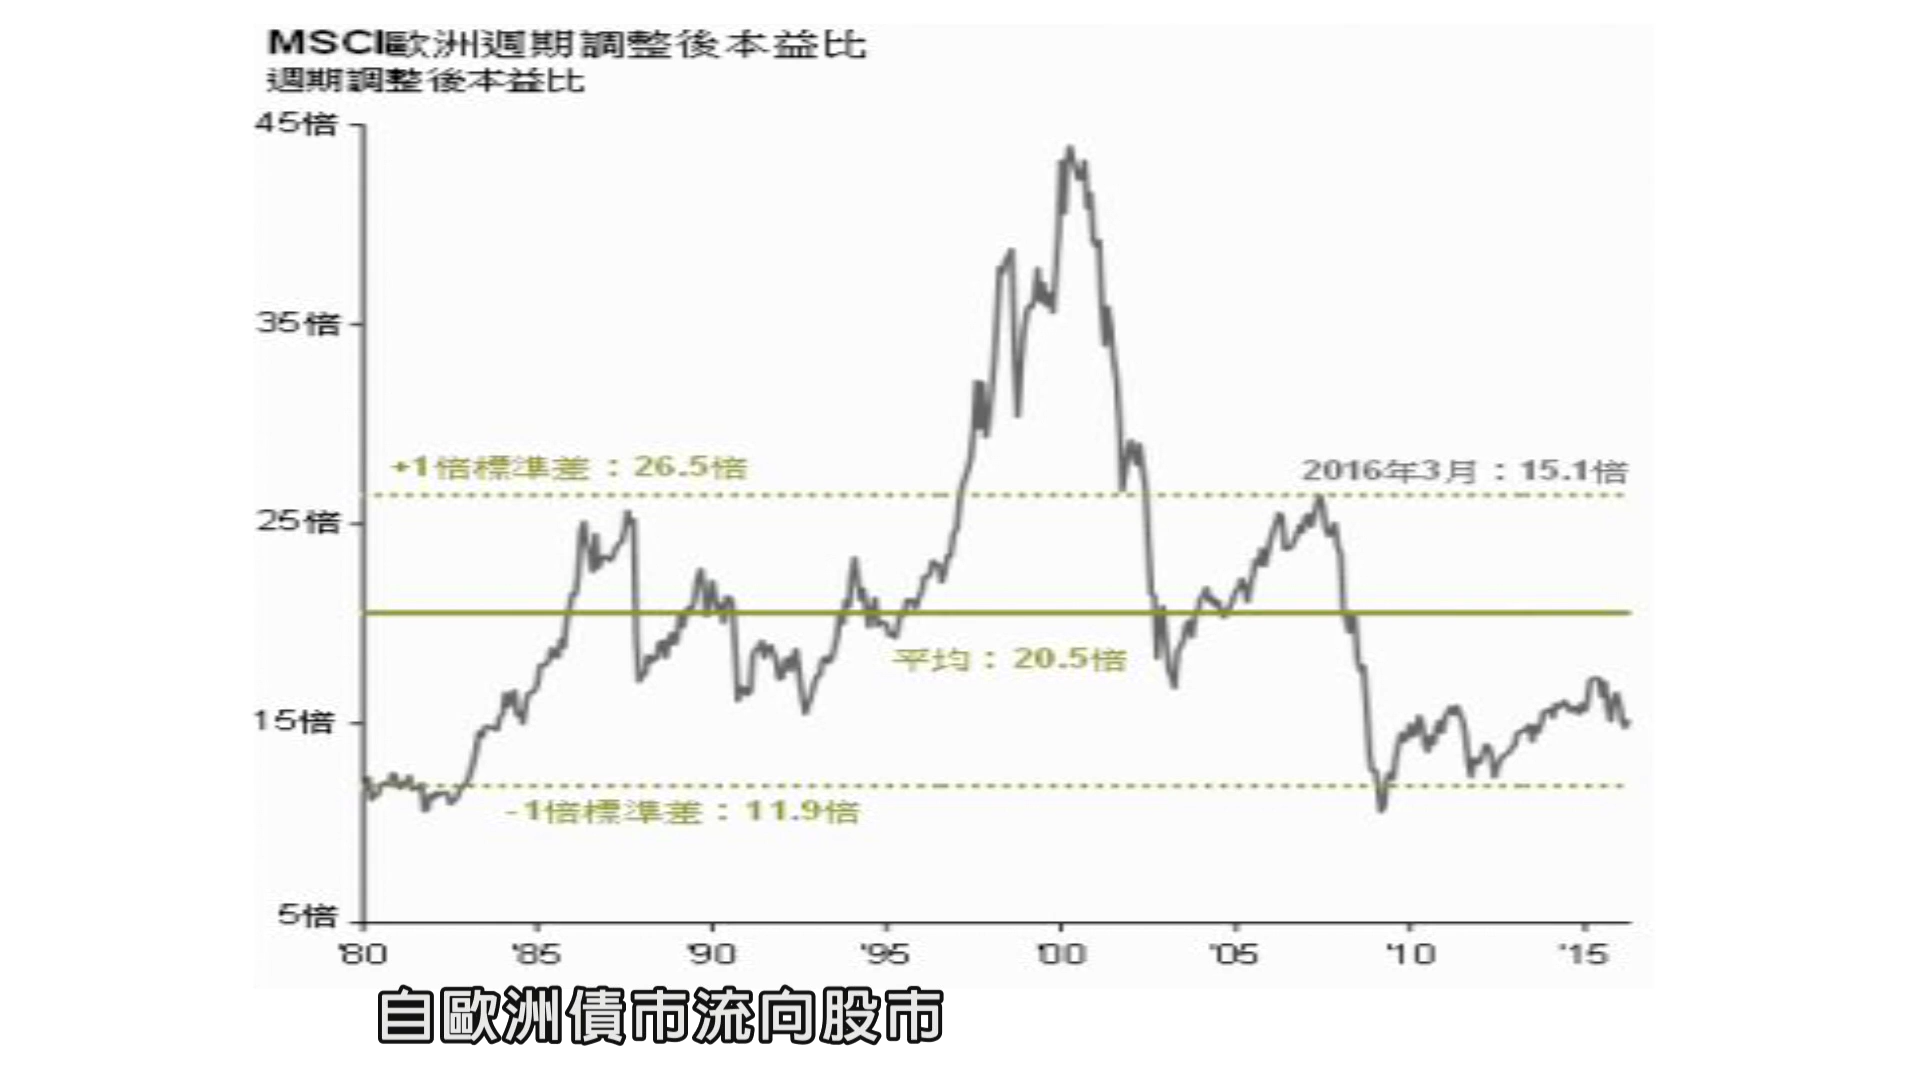 MSCI歐洲週期調整後本益比
週期調整後本益比
45倍
35倍
+1倍標準差：26.5倍
2016年3月：15.1倍
25倍
平均：20.5倍
15倍
-1倍標準差：11.9倍
5倍
'80 '85 '90 '95 '00 '05 '10 '15
自歐洲債市流向股市